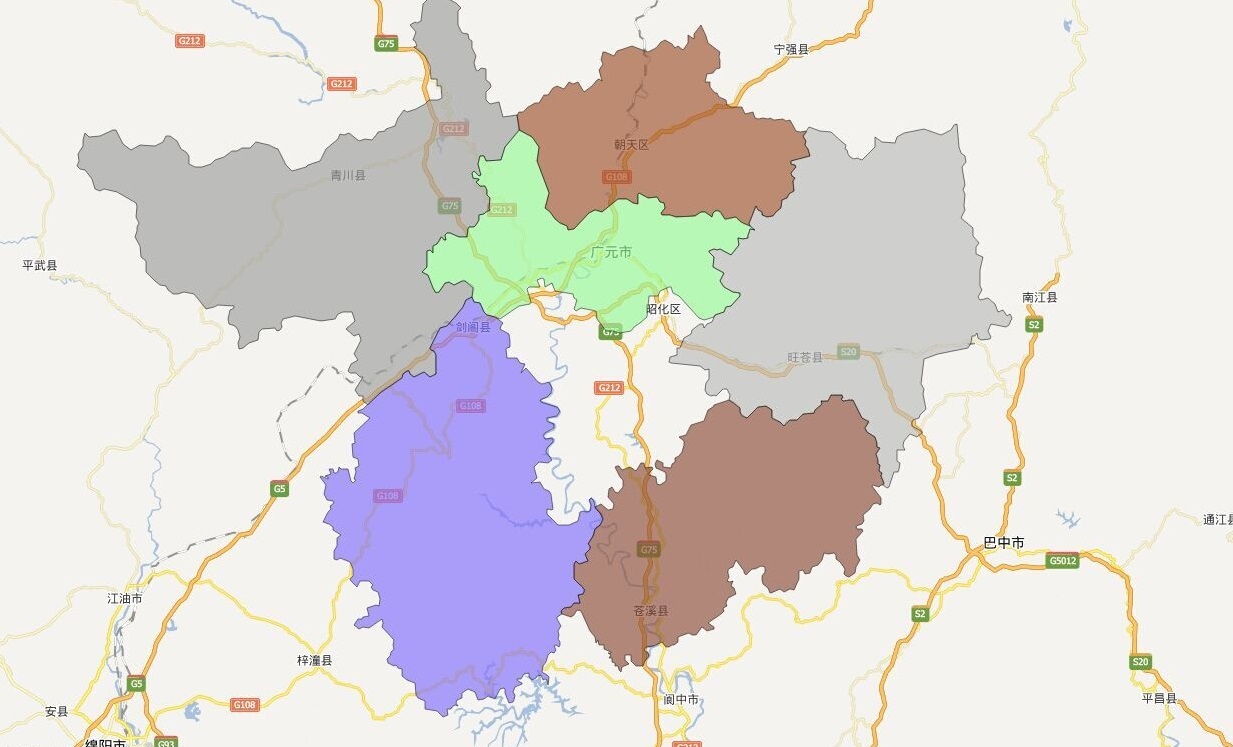 G212
G75
宁强县
G212
G212
朝天区
青川县
G108
G75
G212
广元市
平武县
南江县
昭化区
剑阁县
G75
S2
旺苍县
S20
G212
G108
S2
G5
G108
通江县
巴中市
G75
G5012
江油市
苍溪县
S2
梓潼县
S20
G5
阆中市
平昌县
G108
安县
绵阳市
G93
G212